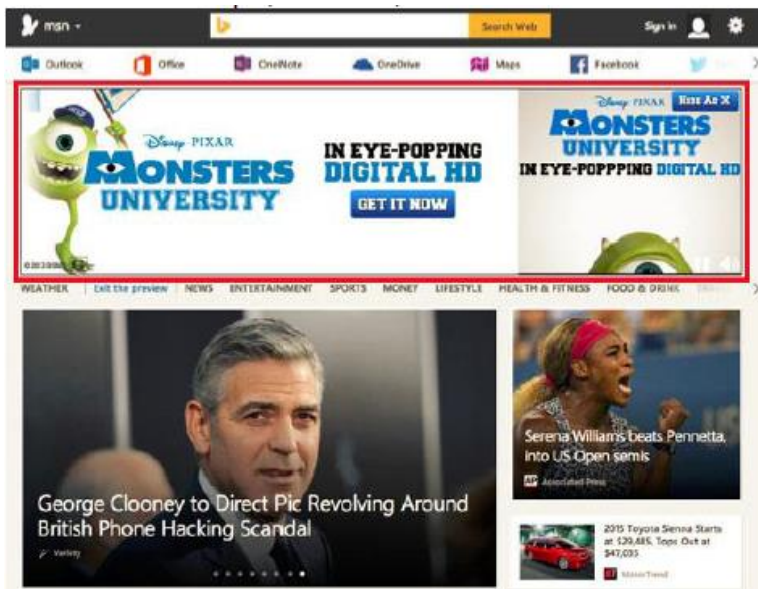 msn
Search Web
Sign in
Outlook
Office
OneNote
OneDrive
Maps
Facebook
Disney PIXAR
MONSTERS
UNIVERSITY
IN EYE-POPPING
DIGITAL HD
GET IT NOW
Disney PIXAR
HIDE AD X
MONSTERS
UNIVERSITY
IN EYE-POPPPING DIGITAL HD
WEATHER
Exit the preview
NEWS
ENTERTAINMENT
SPORTS
MONEY
LIFESTYLE
HEALTH & FITNESS
FOOD & DRINK
George Clooney to Direct Pic Revolving Around
British Phone Hacking Scandal
Variety
Serena Williams beats Pennetta,
into US Open semis
AP Associated Press
2015 Toyota Sienna Starts
at $29,485, Tops Out at
$47,035
MotorTrend